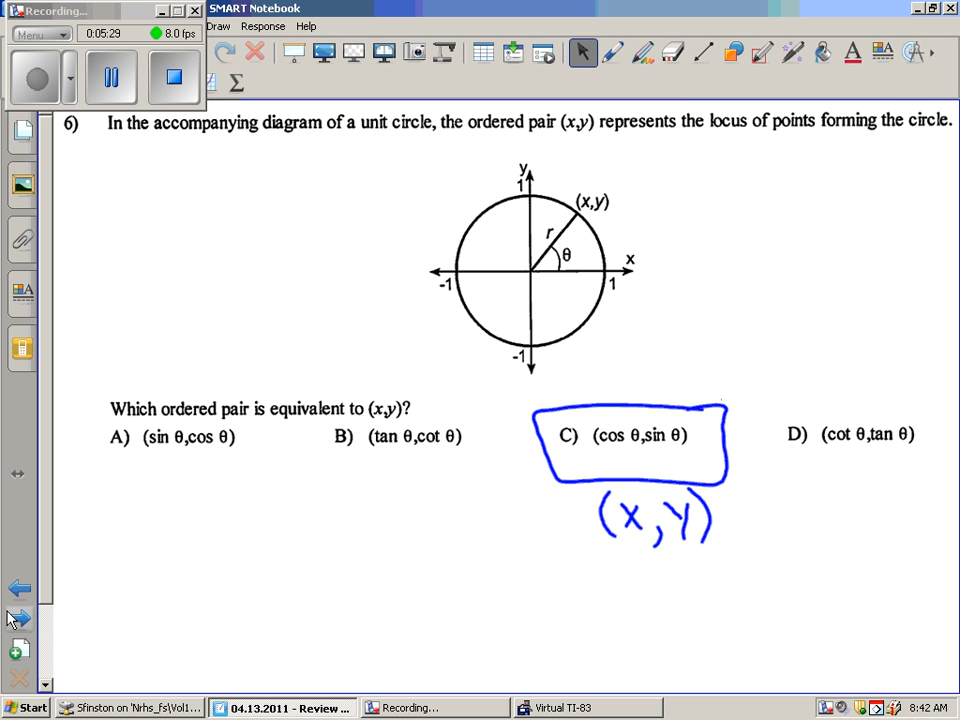 Recording...
SMART Notebook
Menu
0:05:29
8.0 fps
Draw Response Help
6) In the accompanying diagram of a unit circle, the ordered pair (x,y) represents the locus of points forming the circle.
y
1
(x,y)
r
θ
x
-1
1
-1
Which ordered pair is equivalent to (x,y)?
A) (sin θ,cos θ) B) (tan θ,cot θ) C) (cos θ,sin θ) D) (cot θ,tan θ)
(x,y)
Start Sfinston on 'Nrhs_fs\Vol1... 04.13.2011 - Review ... Recording... Virtual TI-83 8:42 AM